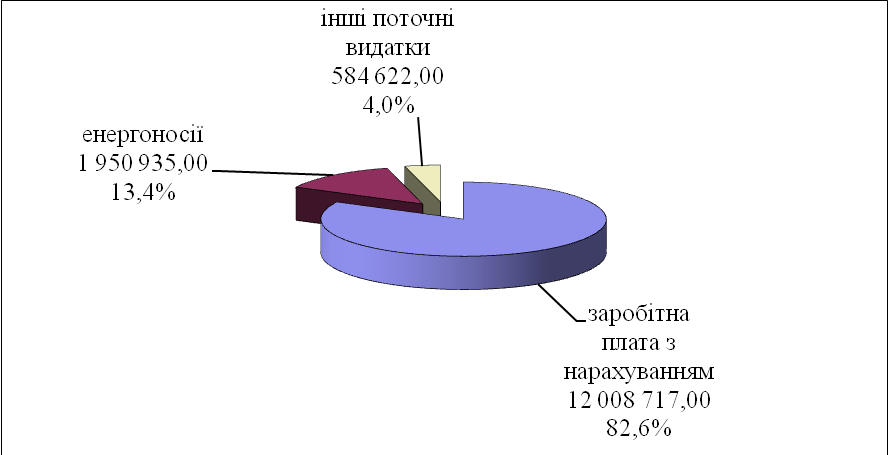 інші поточні
видатки
584 622,00
4,0%
енергоносії
1 950 935,00
13,4%
заробітна
плата з
нарахуванням
12 008 717,00
82,6%